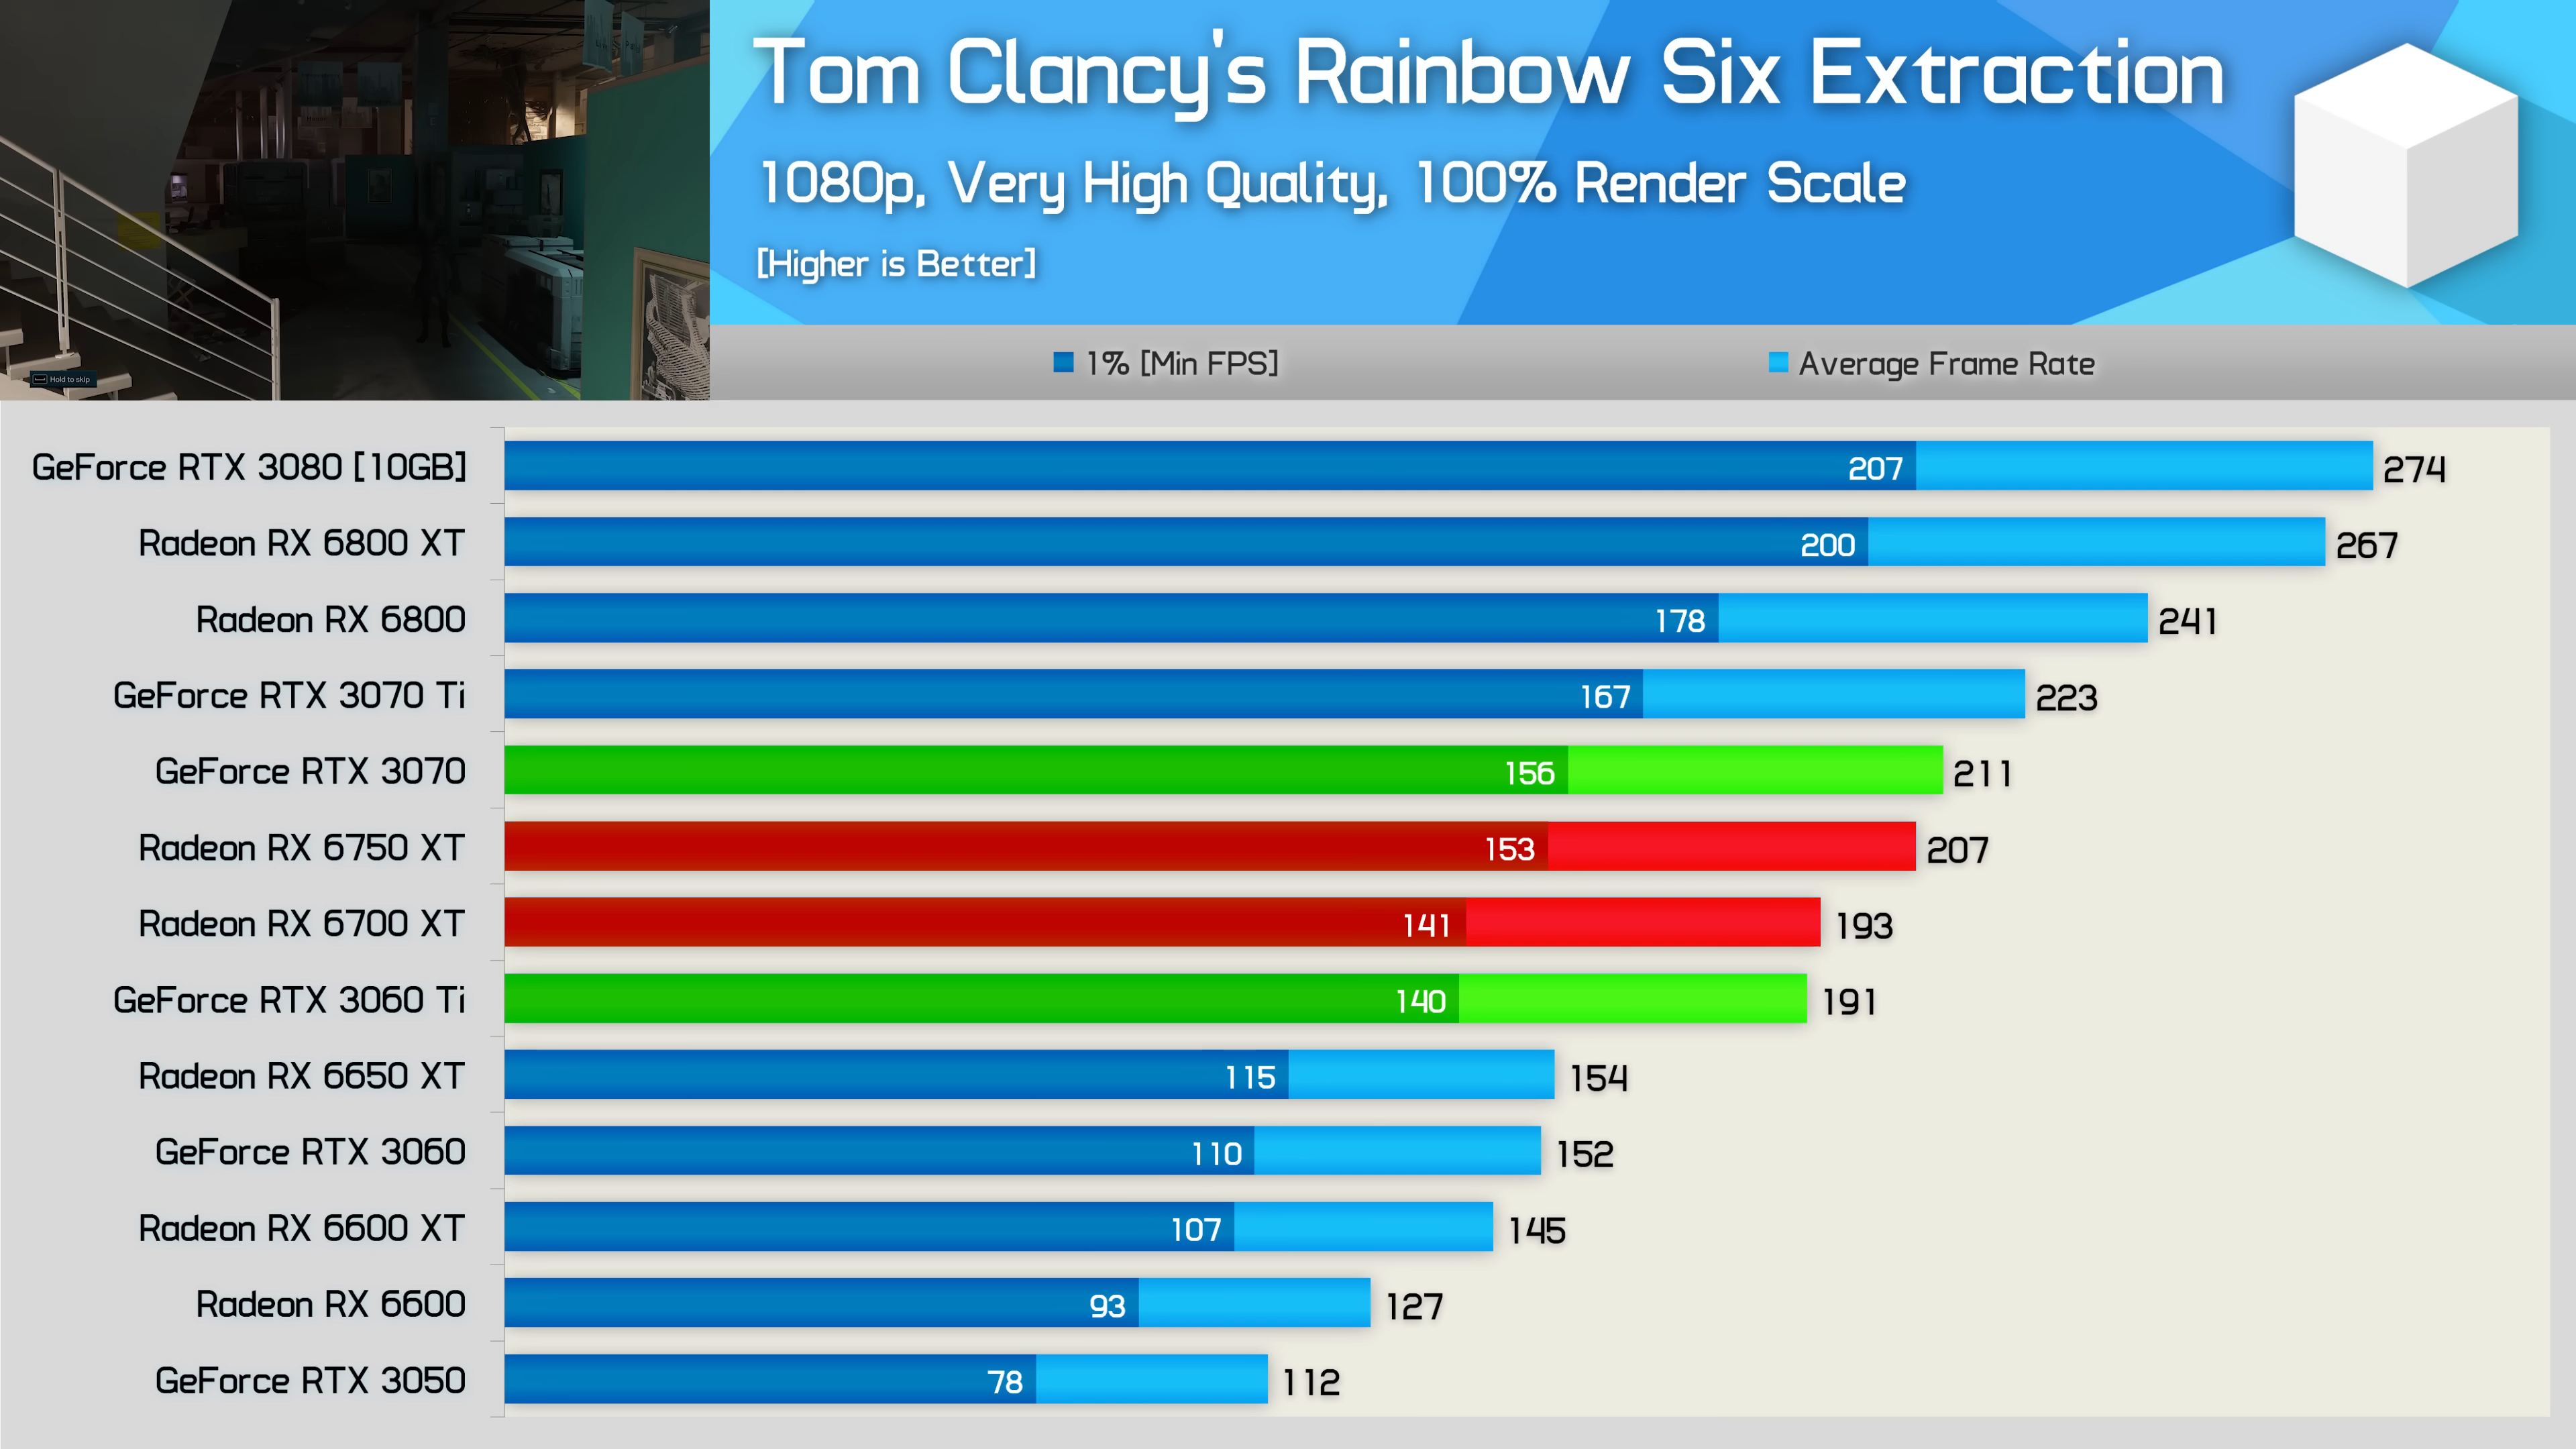 Tom Clancy's Rainbow Six Extraction
1080p, Very High Quality, 100% Render Scale
[Higher is Better]
1% [Min FPS] Average Frame Rate
Hold to skip
GeForce RTX 3080 [10GB] 207 274
Radeon RX 6800 XT 200 267
Radeon RX 6800 178 241
GeForce RTX 3070 Ti 167 223
GeForce RTX 3070 156 211
Radeon RX 6750 XT 153 207
Radeon RX 6700 XT 141 193
GeForce RTX 3060 Ti 140 191
Radeon RX 6650 XT 115 154
GeForce RTX 3060 110 152
Radeon RX 6600 XT 107 145
Radeon RX 6600 93 127
GeForce RTX 3050 78 112